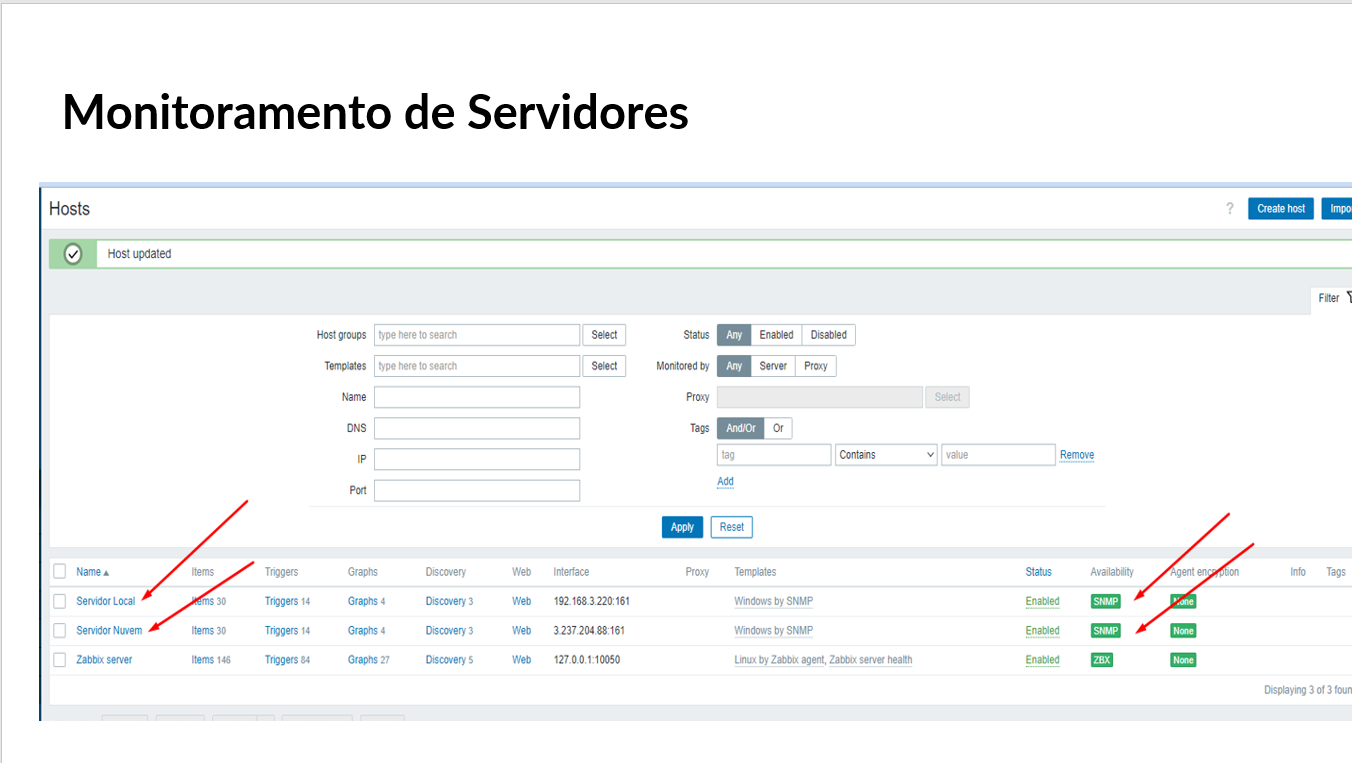 Monitoramento de Servidores
Hosts ? Create host Impo
Host updated
Filter
Host groups type here to search Select Status Any Enabled Disabled
Templates type here to search Select Monitored by Any Server Proxy
Name Proxy Select
DNS Tags And/Or Or
IP tag Contains value Remove
Port Add
Apply Reset
Name Items Triggers Graphs Discovery Web Interface Proxy Templates Status Availability Agent encryption Info Tags
Servidor Local Items 30 Triggers 14 Graphs 4 Discovery 3 Web 192.168.3.220:161 Windows by SNMP Enabled SNMP None
Servidor Nuvem Items 30 Triggers 14 Graphs 4 Discovery 3 Web 3.237.204.88:161 Windows by SNMP Enabled SNMP None
Zabbix server Items 146 Triggers 84 Graphs 27 Discovery 5 Web 127.0.0.1:10050 Linux by Zabbix agent, Zabbix server health Enabled ZBX None
Displaying 3 of 3 foun